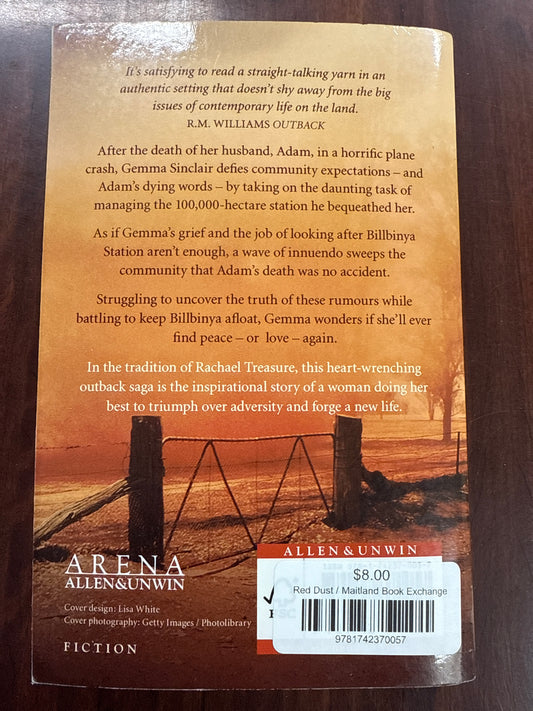 It's satisfying to read a straight-talking yarn in an
authentic setting that doesn't shy away from the big
issues of contemporary life on the land.
R.M. WILLIAMS OUTBACK
After the death of her husband, Adam, in a horrific plane
crash, Gemma Sinclair defies community expectations – and
Adam's dying words – by taking on the daunting task of
managing the 100,000-hectare station he bequeathed her.
As if Gemma's grief and the job of looking after Billbinya
Station aren't enough, a wave of innuendo sweeps the
community that Adam's death was no accident.
Struggling to uncover the truth of these rumours while
battling to keep Billbinya afloat, Gemma wonders if she'll ever
find peace – or love – again.
In the tradition of Rachael Treasure, this heart-wrenching
outback saga is the inspirational story of a woman doing her
best to triumph over adversity and forge a new life.
ARENA
ALLEN&UNWIN
Cover design: Lisa White
Cover photography: Getty Images / Photolibrary
FICTION
ALLEN&UNWIN
$8.00
Red Dust / Maitland Book Exchange
9781742370057